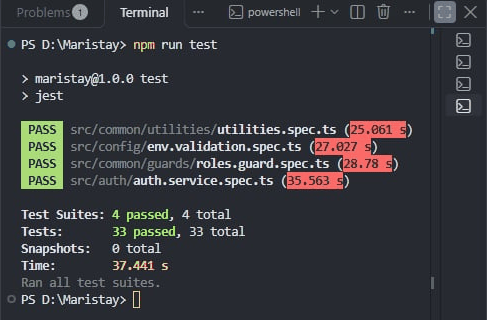 Problems 1 Terminal ··· powershell
PS D:\Maristay> npm run test
> maristay@1.0.0 test
> jest
PASS src/common/utilities/utilities.spec.ts (25.061 s)
PASS src/config/env.validation.spec.ts (27.027 s)
PASS src/common/guards/roles.guard.spec.ts (28.78 s)
PASS src/auth/auth.service.spec.ts (35.563 s)
Test Suites: 4 passed, 4 total
Tests: 33 passed, 33 total
Snapshots: 0 total
Time: 37.441 s
Ran all test suites.
PS D:\Maristay>